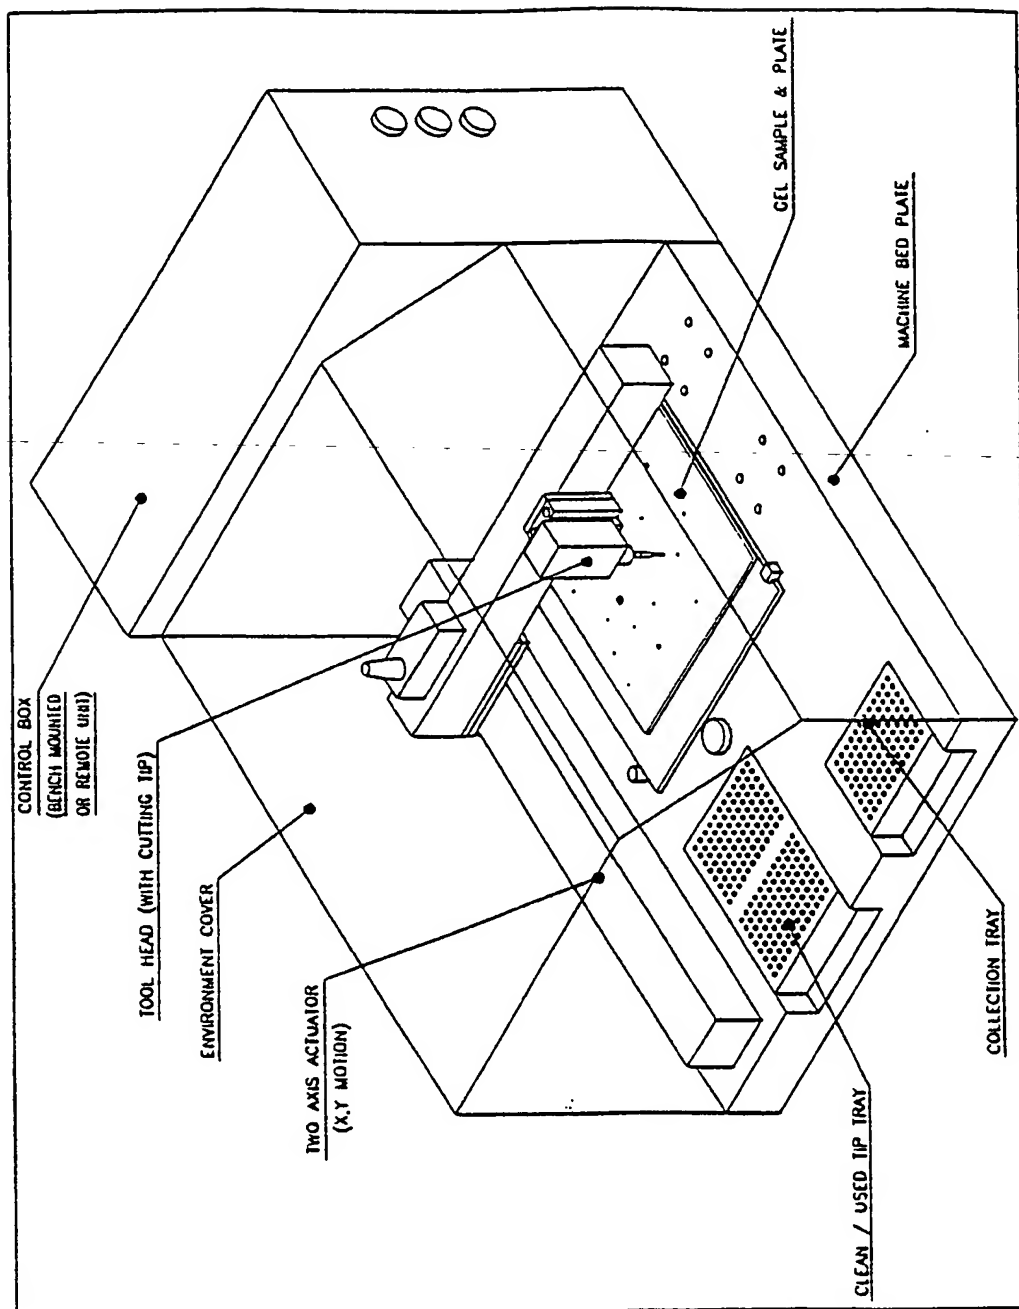 CONTROL BOX
(BENCH MOUNTED
OR REMOTE UNIT)
TOOL HEAD (WITH CUTTING TIP)
ENVIRONMENT COVER
TWO AXIS ACTUATOR
(X,Y MOTION)
CLEAN / USED TIP TRAY
COLLECTION TRAY
MACHINE BED PLATE
GEL SAMPLE & PLATE